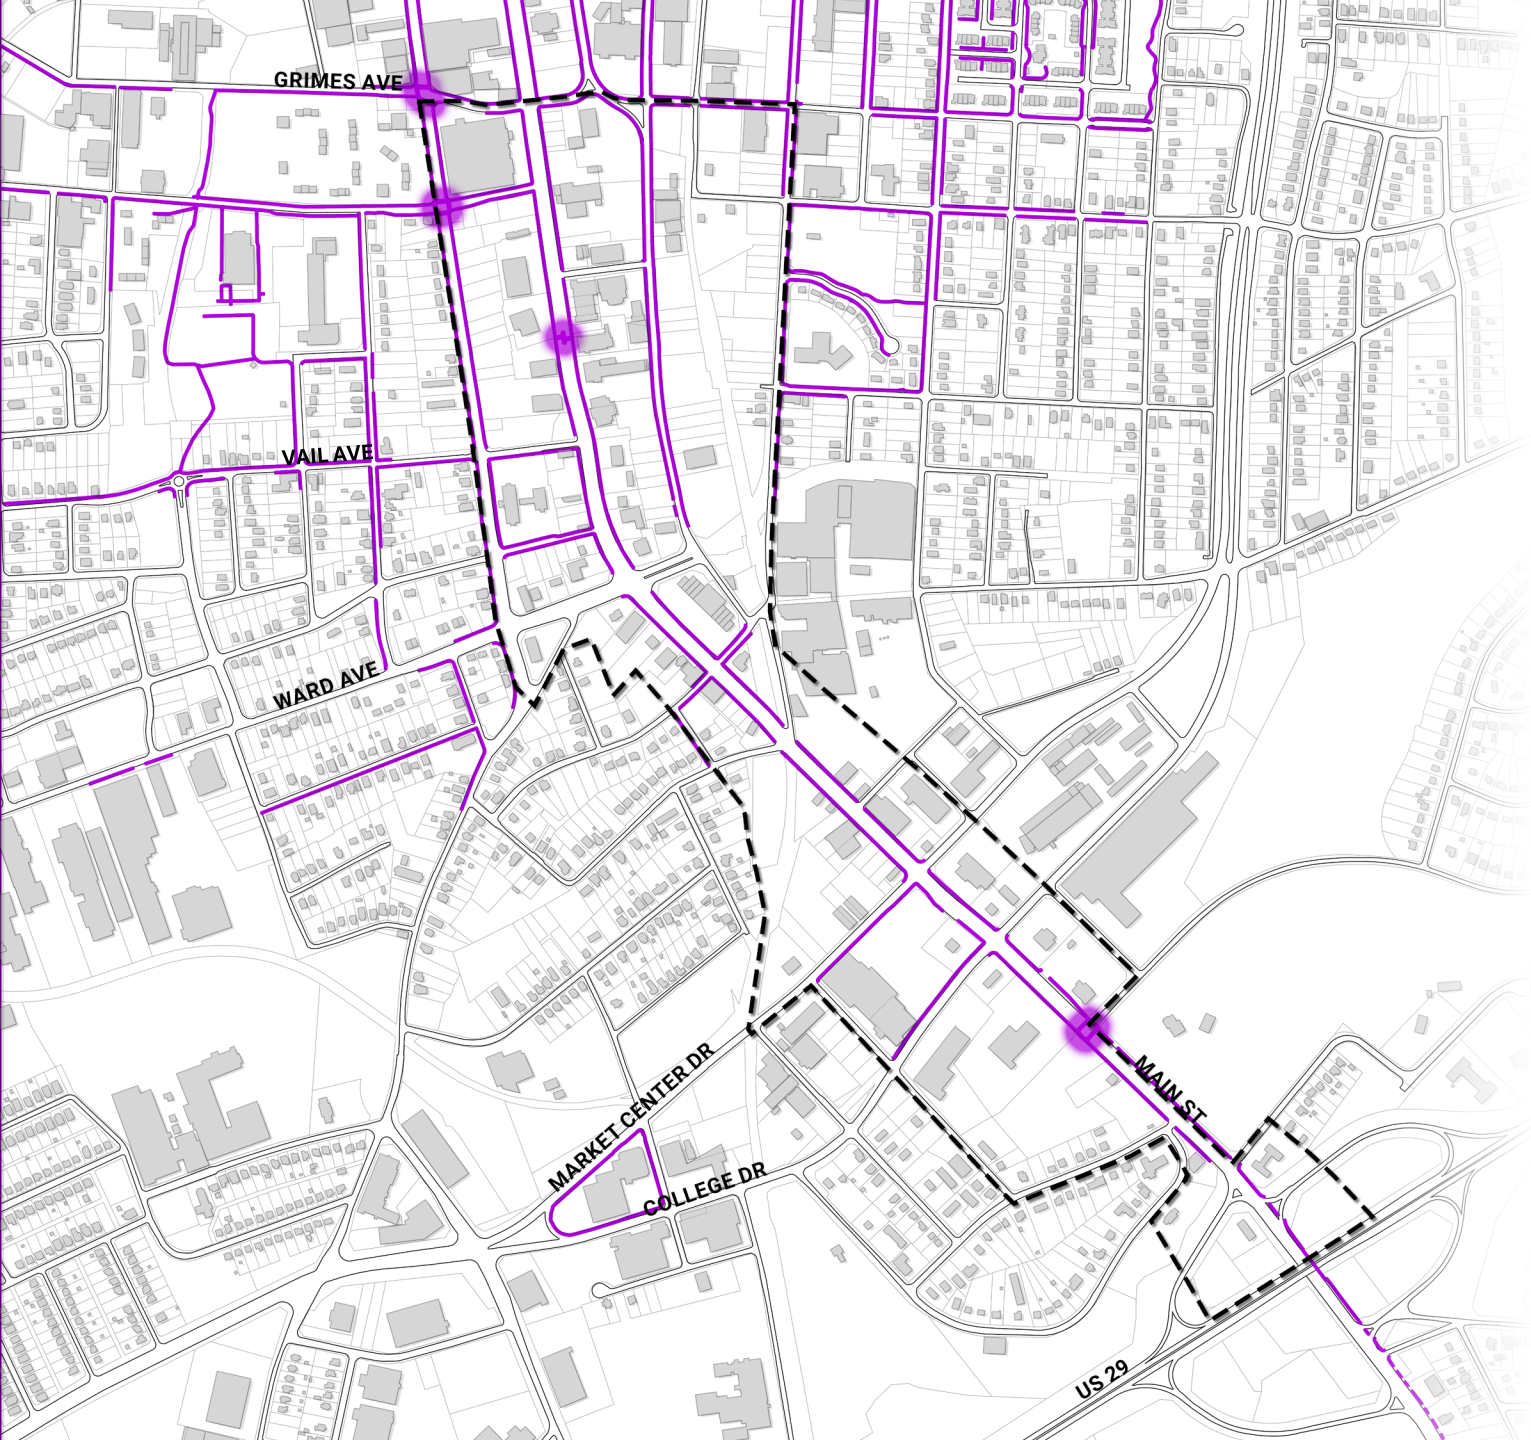 GRIMES AVE
VAIL AVE
WARD AVE
MARKET CENTER DR
COLLEGE DR
MAIN ST
US 29